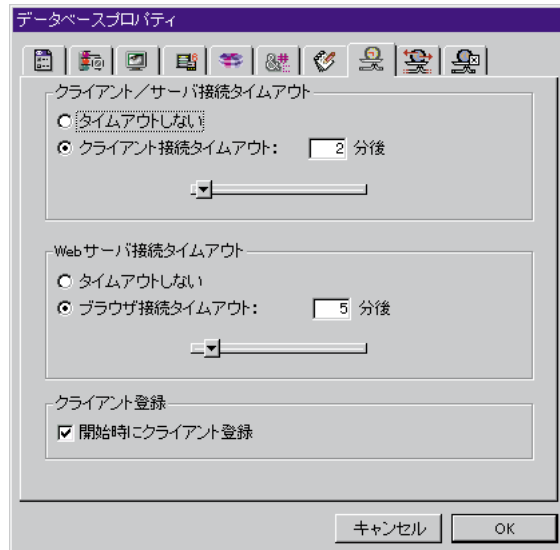 データベースプロパティ
クライアント/サーバ接続タイムアウト
タイムアウトしない
クライアント接続タイムアウト: 2 分後
Webサーバ接続タイムアウト
タイムアウトしない
ブラウザ接続タイムアウト: 5 分後
クライアント登録
開始時にクライアント登録
キャンセル OK